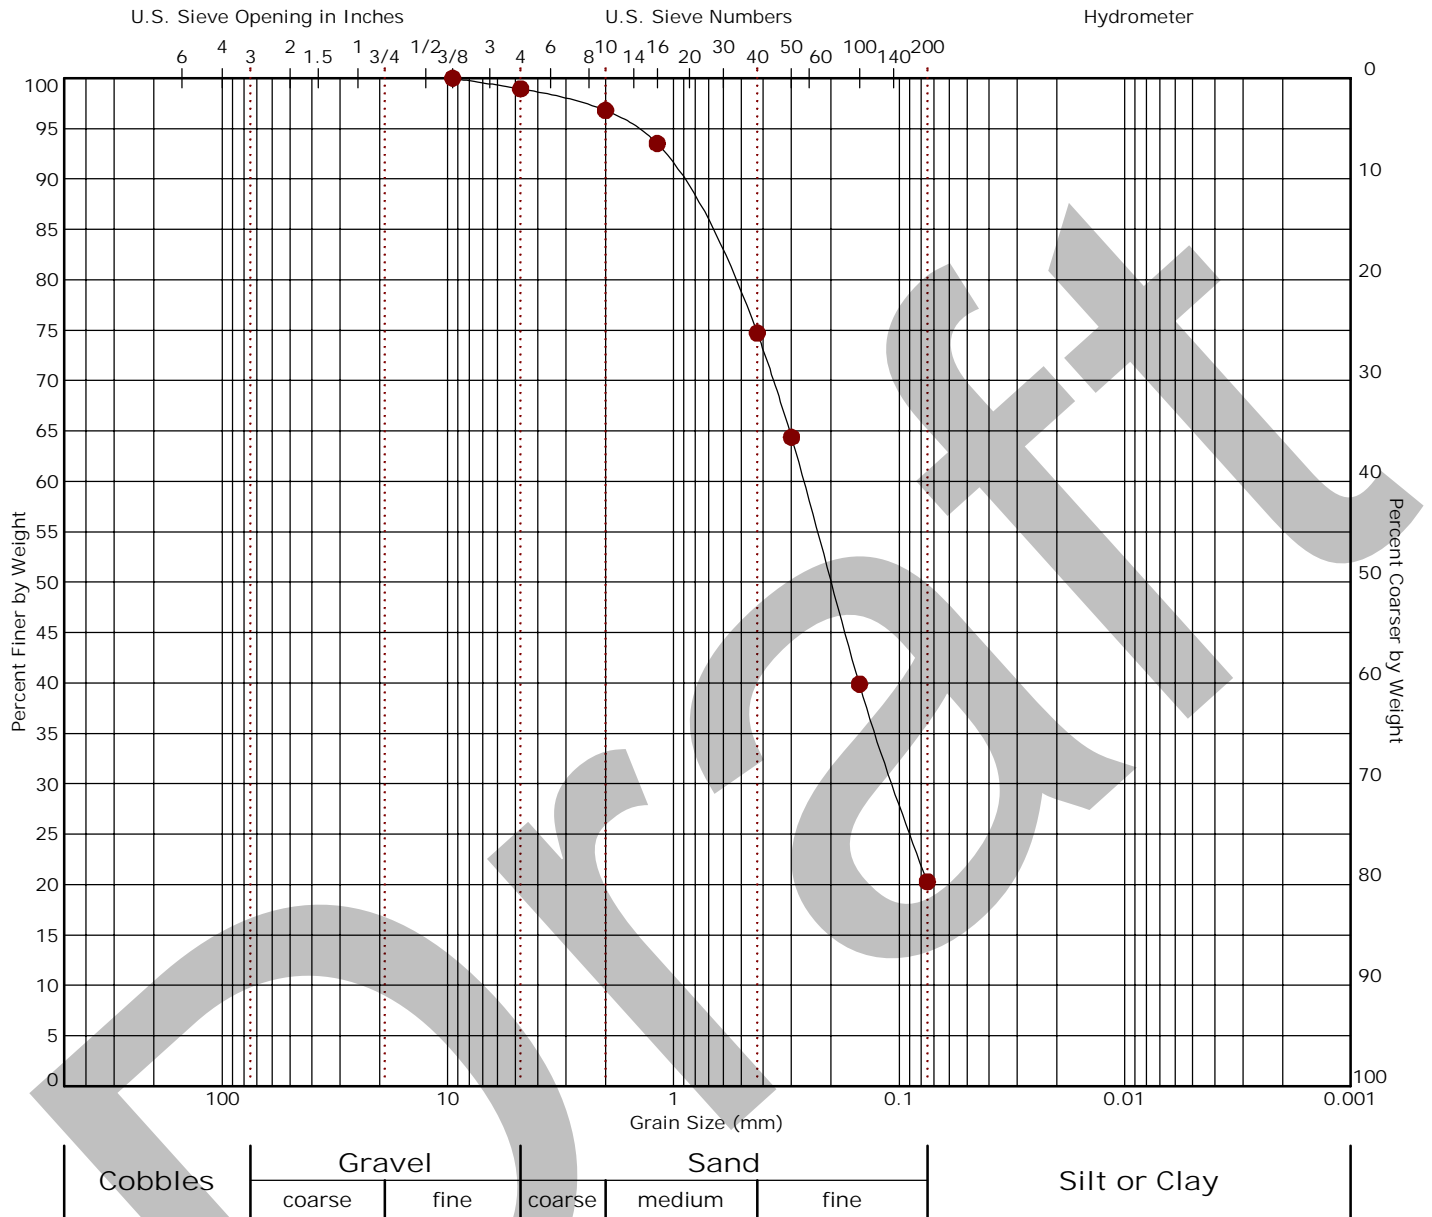 U.S. Sieve Opening in Inches U.S. Sieve Numbers Hydrometer
6 4 3 2 1.5 1 3/4 1/2 3/8 3 4 6 8 10 14 16 20 30 40 50 60 100 140 200
100 0
95
90 10
85
80 20
75
70 30
65
60 40
55
50 50
45
40 60
35
30 70
25
20 80
15
10 90
5
0 100
Percent Finer by Weight
Percent Coarser by Weight
100 10 1 0.1 0.01 0.001
Grain Size (mm)
Cobbles Gravel Sand Silt or Clay
coarse fine coarse medium fine
Draft